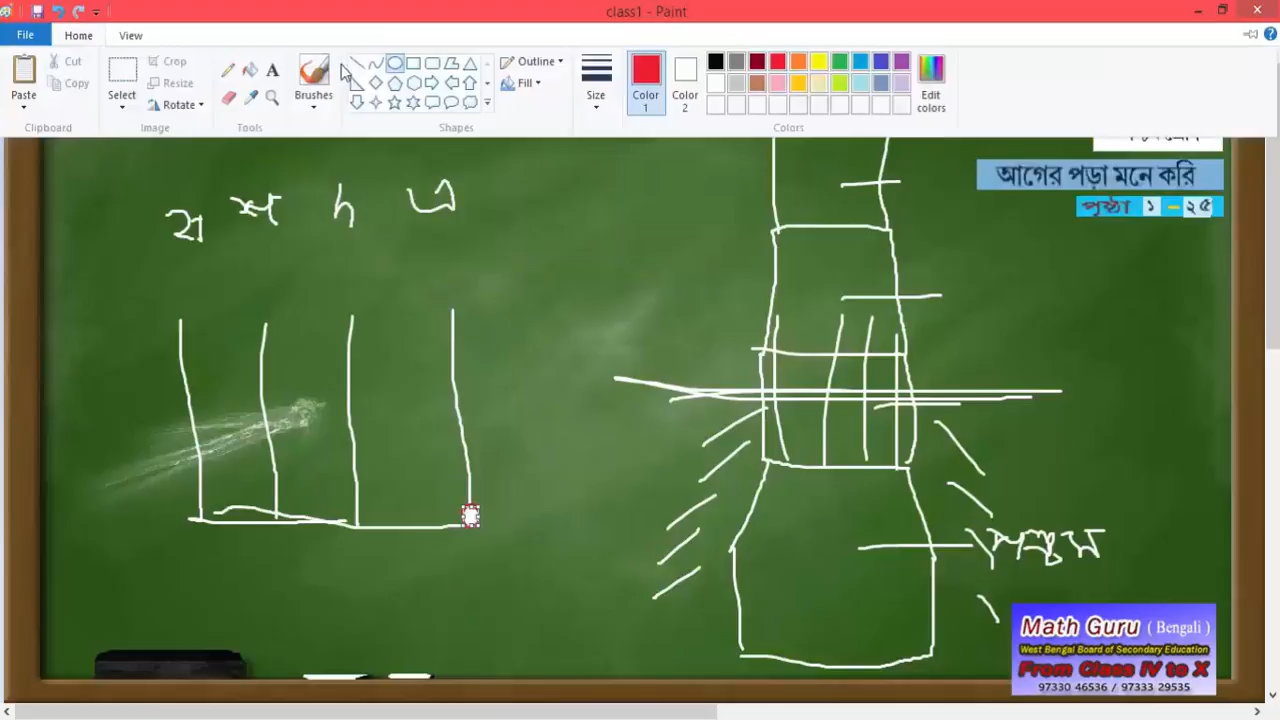 class1 - Paint
File
Home
View
Paste
Cut
Copy
Clipboard
Select
Crop
Resize
Rotate
Image
Tools
Brushes
Shapes
Outline
Fill
Size
Color 1
Color 2
Colors
Edit colors
আগের পড়া মনে করি
পৃষ্ঠা ১ – ২৫
Math Guru ( Bengali )
West Bengal Board of Secondary Education
From Class IV to X
97330 46536 / 97333 29535